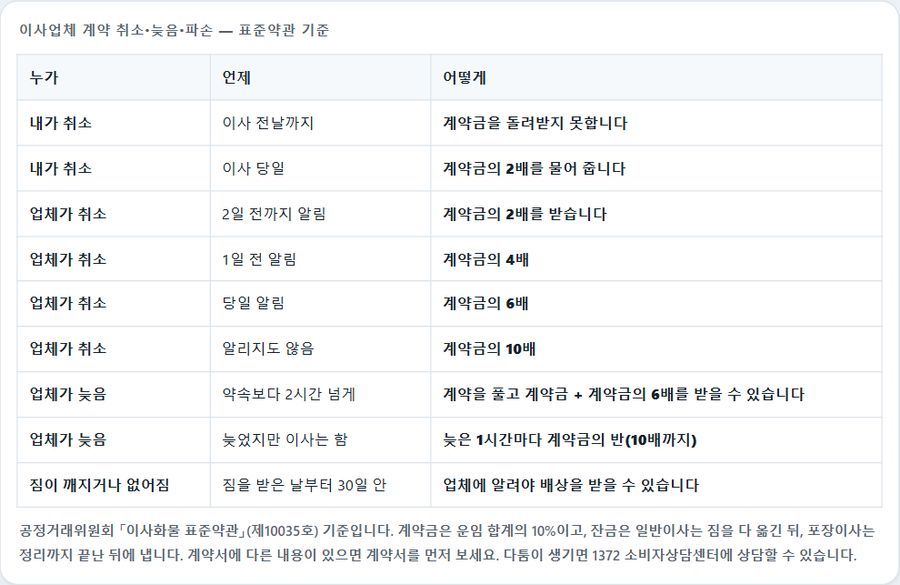 이사업체 계약 취소·늦음·파손 — 표준약관 기준
누가 언제 어떻게
내가 취소 이사 전날까지 계약금을 돌려받지 못합니다
내가 취소 이사 당일 계약금의 2배를 물어 줍니다
업체가 취소 2일 전까지 알림 계약금의 2배를 받습니다
업체가 취소 1일 전 알림 계약금의 4배
업체가 취소 당일 알림 계약금의 6배
업체가 취소 알리지도 않음 계약금의 10배
업체가 늦음 약속보다 2시간 넘게 계약을 풀고 계약금 + 계약금의 6배를 받을 수 있습니다
업체가 늦음 늦었지만 이사는 함 늦은 1시간마다 계약금의 반(10배까지)
짐이 깨지거나 없어짐 짐을 받은 날부터 30일 안 업체에 알려야 배상을 받을 수 있습니다
공정거래위원회 「이사화물 표준약관」(제10035호) 기준입니다. 계약금은 운임 합계의 10%이고, 잔금은 일반이사는 짐을 다 옮긴 뒤, 포장이사는
정리까지 끝난 뒤에 냅니다. 계약서에 다른 내용이 있으면 계약서를 먼저 보세요. 다툼이 생기면 1372 소비자상담센터에 상담할 수 있습니다.